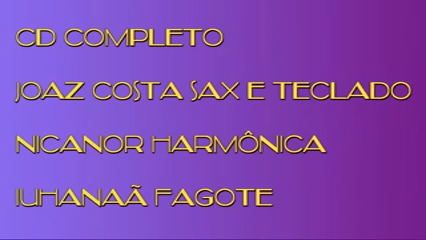 CD COMPLETO
JOAZ COSTA SAX E TECLADO
NICANOR HARMÔNICA
IUHANAÃ FAGOTE